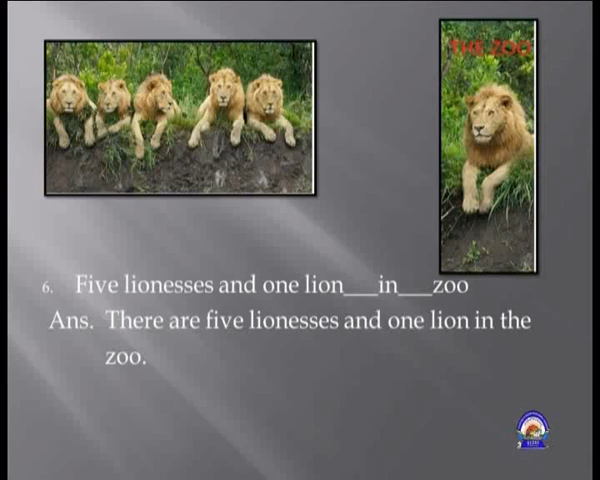 THE ZOO
6. Five lionesses and one lion___in___zoo
Ans. There are five lionesses and one lion in the
zoo.